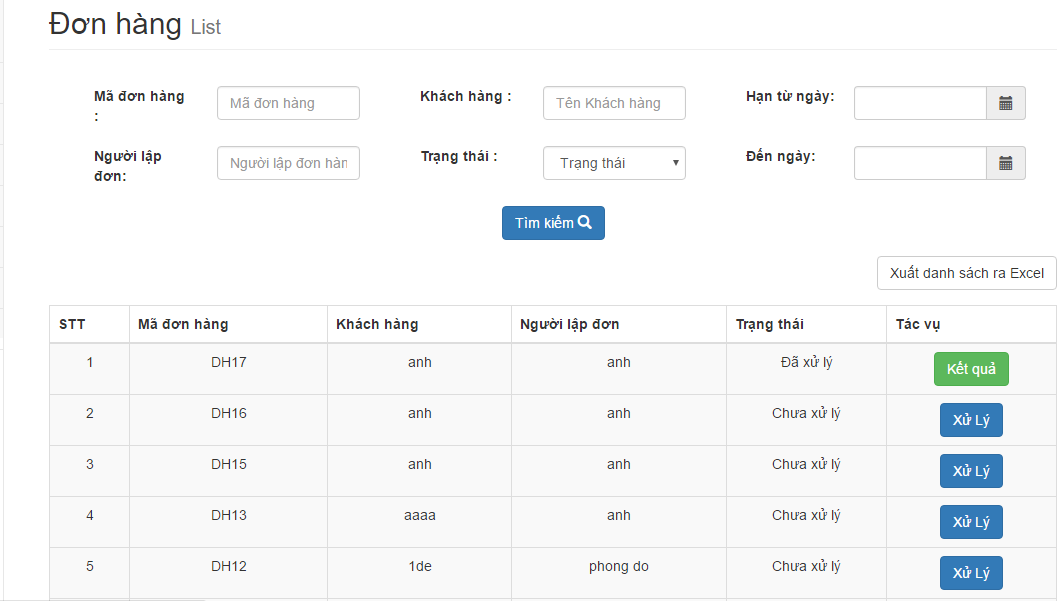 Đơn hàng List
Mã đơn hàng : Mã đơn hàng Khách hàng : Tên Khách hàng Hạn từ ngày:
Người lập đơn: Người lập đơn hàn Trạng thái : Trạng thái Đến ngày:
Tìm kiếm
Xuất danh sách ra Excel
STT Mã đơn hàng Khách hàng Người lập đơn Trạng thái Tác vụ
1 DH17 anh anh Đã xử lý Kết quả
2 DH16 anh anh Chưa xử lý Xử Lý
3 DH15 anh anh Chưa xử lý Xử Lý
4 DH13 aaaa anh Chưa xử lý Xử Lý
5 DH12 1de phong do Chưa xử lý Xử Lý